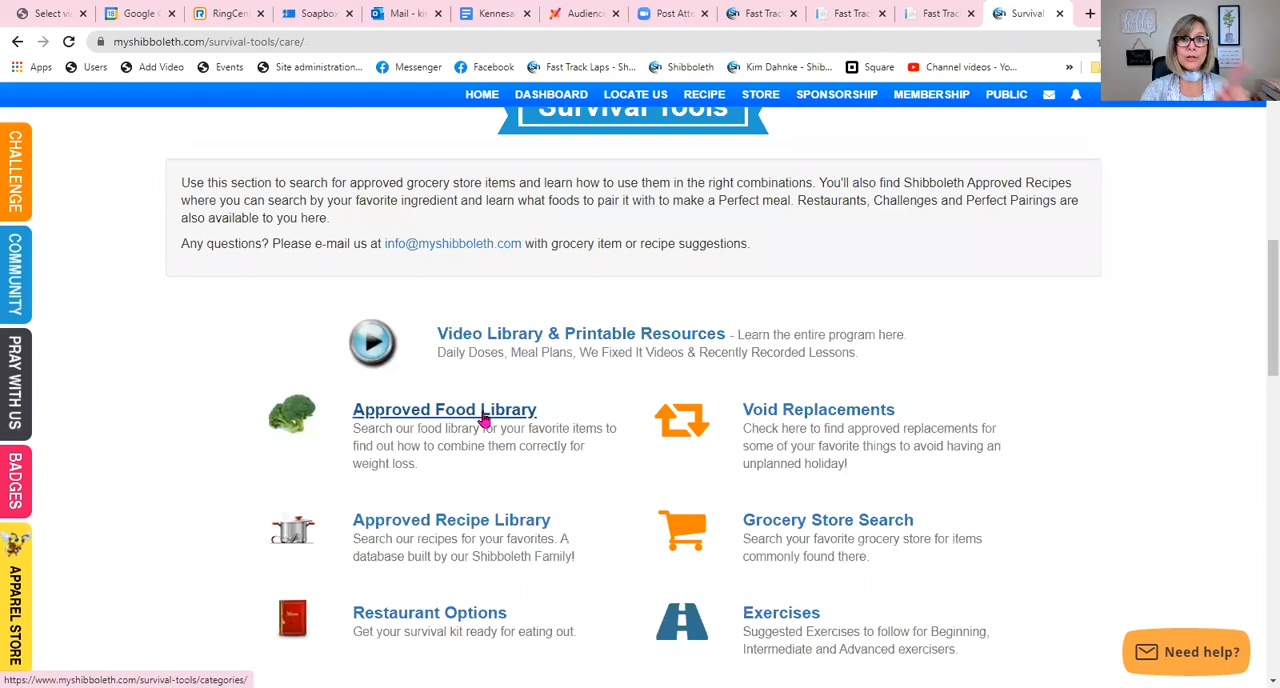 Select vi
Google C
RingCen
Soapbox
Mail - ki
Kennesa
Audienc
Post Atte
Fast Trac
Fast Trac
Fast Trac
Survival
myshibboleth.com/survival-tools/care/
Apps Users Add Video Events Site administration... Messenger Facebook Fast Track Laps - Sh... Shibboleth Kim Dahnke - Shib... Square Channel videos - Yo... »
HOME DASHBOARD LOCATE US RECIPE STORE SPONSORSHIP MEMBERSHIP PUBLIC
Survival Tools
Use this section to search for approved grocery store items and learn how to use them in the right combinations. You'll also find Shibboleth Approved Recipes
where you can search by your favorite ingredient and learn what foods to pair it with to make a Perfect meal. Restaurants, Challenges and Perfect Pairings are
also available to you here.
Any questions? Please e-mail us at info@myshibboleth.com with grocery item or recipe suggestions.
CHALLENGE
COMMUNITY
PRAY WITH US
BADGES
APPAREL STORE
Video Library & Printable Resources - Learn the entire program here.
Daily Doses, Meal Plans, We Fixed It Videos & Recently Recorded Lessons.
Approved Food Library
Search our food library for your favorite items to
find out how to combine them correctly for
weight loss.
Void Replacements
Check here to find approved replacements for
some of your favorite things to avoid having an
unplanned holiday!
Approved Recipe Library
Search our recipes for your favorites. A
database built by our Shibboleth Family!
Grocery Store Search
Search your favorite grocery store for items
commonly found there.
Restaurant Options
Get your survival kit ready for eating out.
Exercises
Suggested Exercises to follow for Beginning,
Intermediate and Advanced exercisers.
Need help?
https://www.myshibboleth.com/survival-tools/categories/